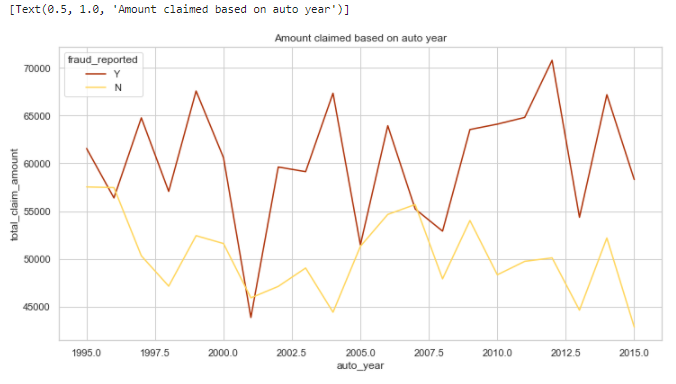 [Text(0.5, 1.0, 'Amount claimed based on auto year')]
Amount claimed based on auto year
fraud_reported
Y
N
70000
65000
60000
55000
50000
45000
total_claim_amount
1995.0 1997.5 2000.0 2002.5 2005.0 2007.5 2010.0 2012.5 2015.0
auto_year